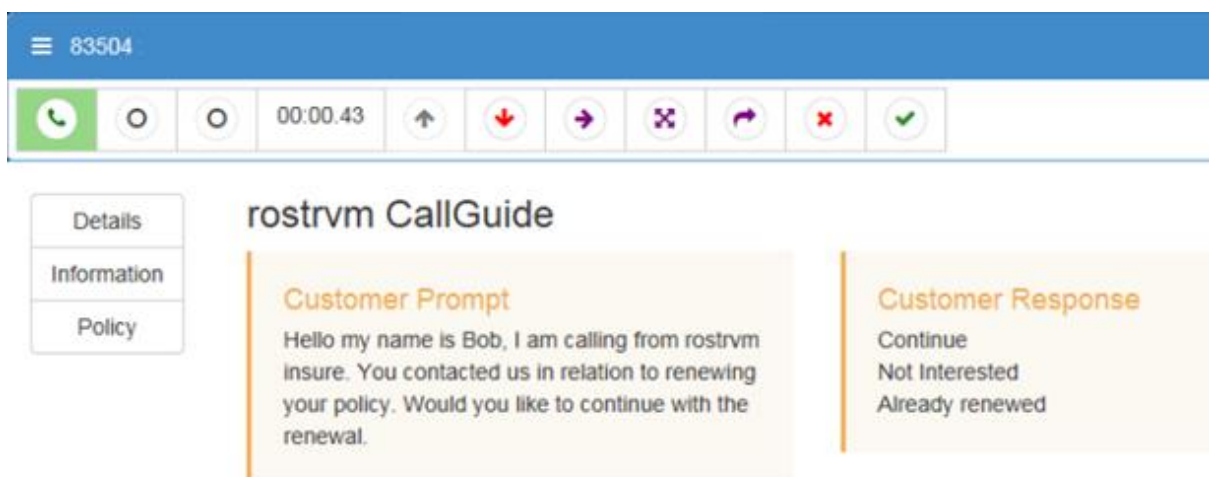 83504
00:00.43
Details
Information
Policy
rostrvm CallGuide
Customer Prompt
Hello my name is Bob, I am calling from rostrvm
insure. You contacted us in relation to renewing
your policy. Would you like to continue with the
renewal.
Customer Response
Continue
Not Interested
Already renewed